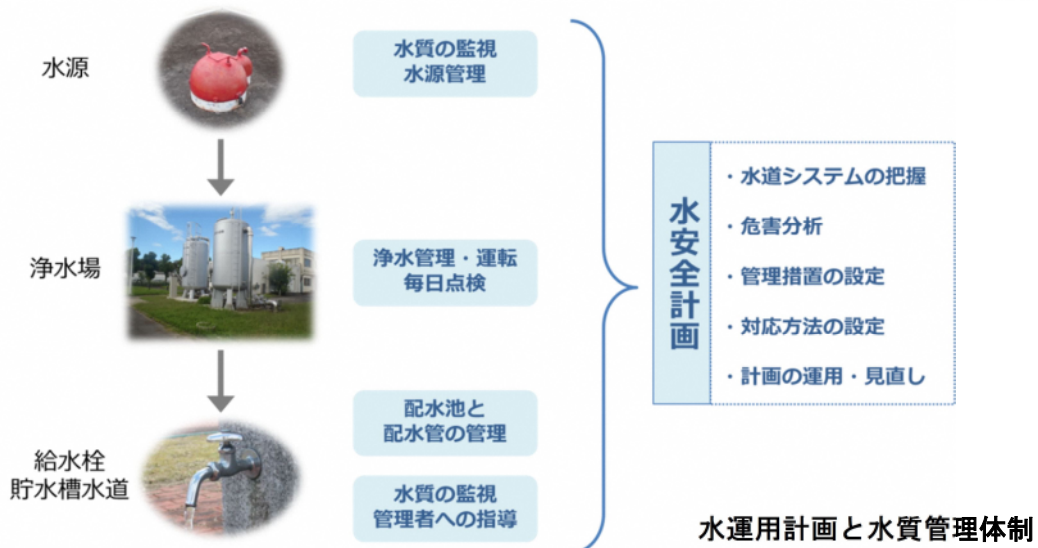 水源
水質の監視
水源管理
浄水場
浄水管理・運転
毎日点検
給水栓
貯水槽水道
配水池と
配水管の管理
水質の監視
管理者への指導
水安全計画
・水道システムの把握
・危害分析
・管理措置の設定
・対応方法の設定
・計画の運用・見直し
水運用計画と水質管理体制